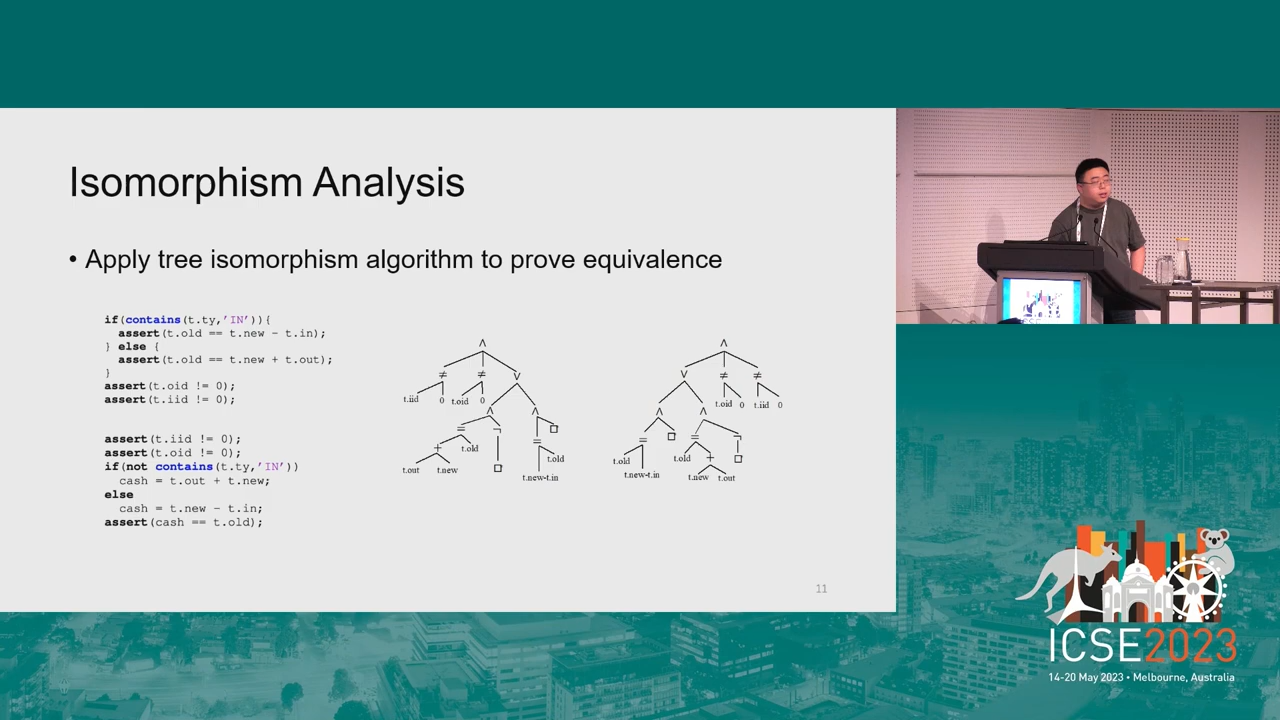 Isomorphism Analysis
• Apply tree isomorphism algorithm to prove equivalence
if(contains(t.ty,'IN')){
assert(t.old == t.new - t.in);
} else {
assert(t.old == t.new + t.out);
}
assert(t.oid != 0);
assert(t.iid != 0);
assert(t.iid != 0);
assert(t.oid != 0);
if(not contains(t.ty,'IN'))
cash = t.out + t.new;
else
cash = t.new - t.in;
assert(cash == t.old);
∧
≠ ≠ ∨
t.iid 0 t.oid 0
∧ ∧
= ¬ =
+ t.old t.old
t.out t.new t.new-t.in
∧
∨ ≠ ≠
t.oid 0 t.iid 0
∧ ∧
= = ¬
t.old t.old +
t.new-t.in t.new t.out
11
ICSE2023
14-20 May 2023 • Melbourne, Australia